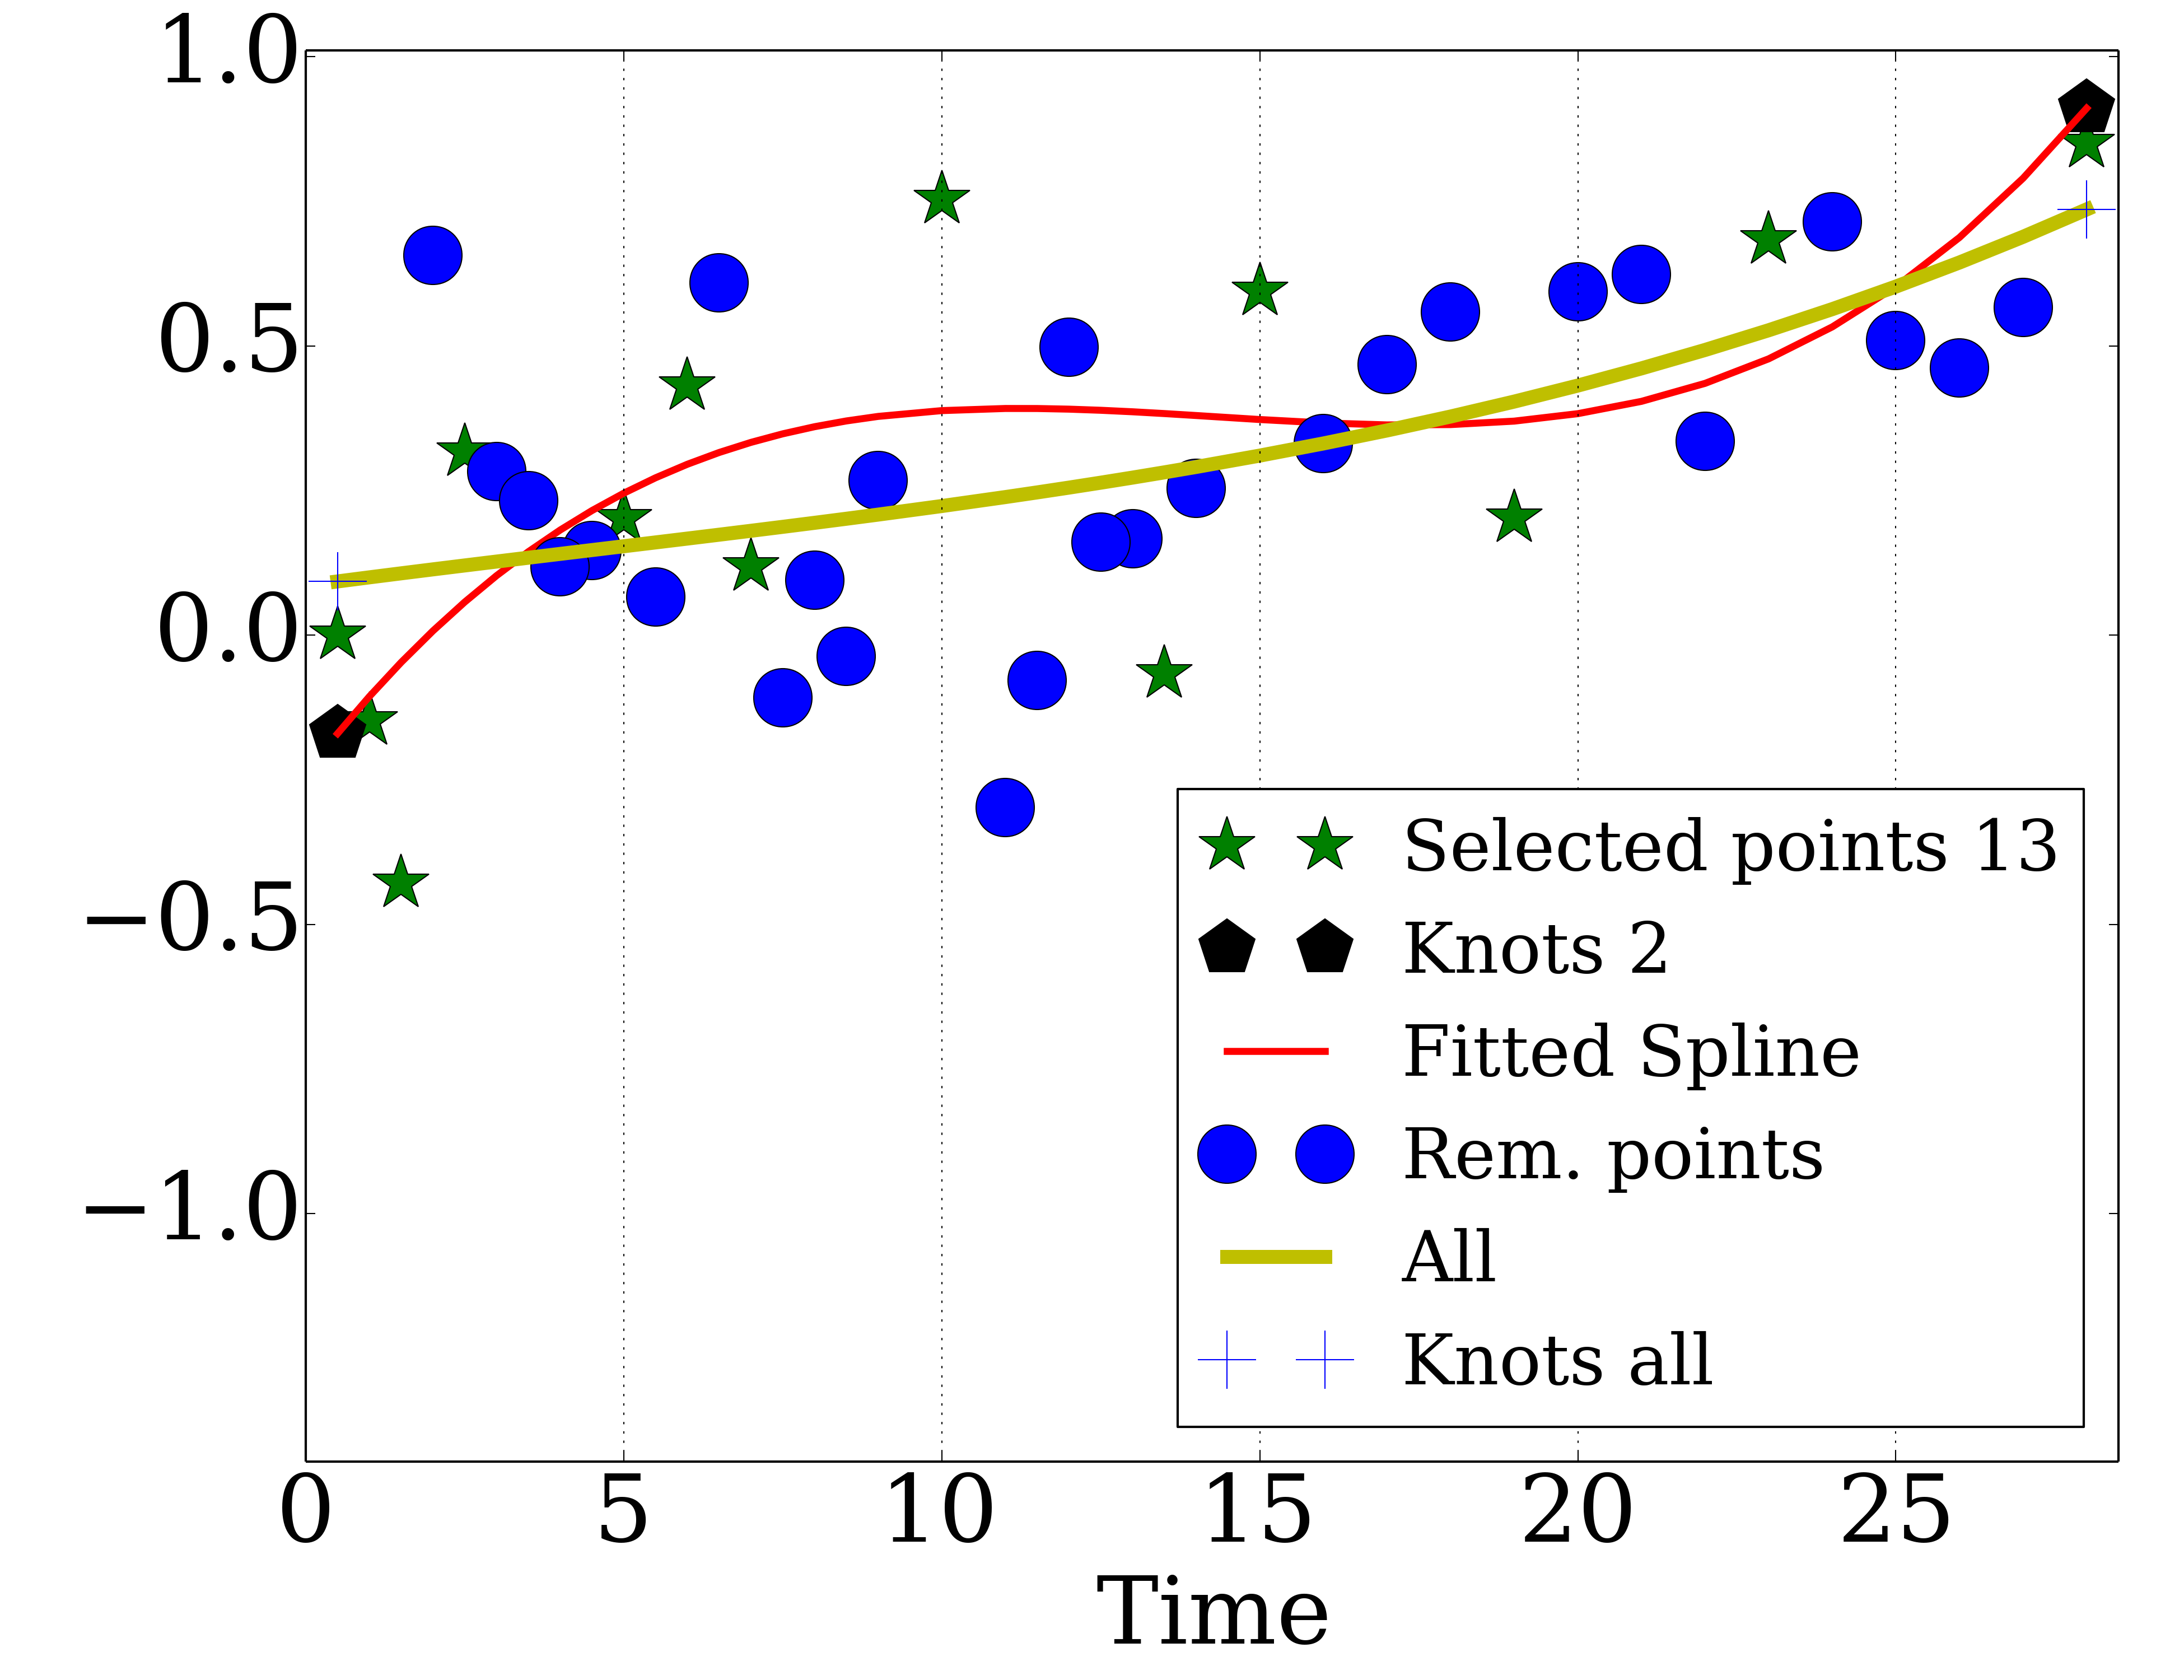 1.0
0.5
0.0
−0.5
−1.0
0 5 10 15 20 25
Time
Selected points 13
Knots 2
Fitted Spline
Rem. points
All
Knots all